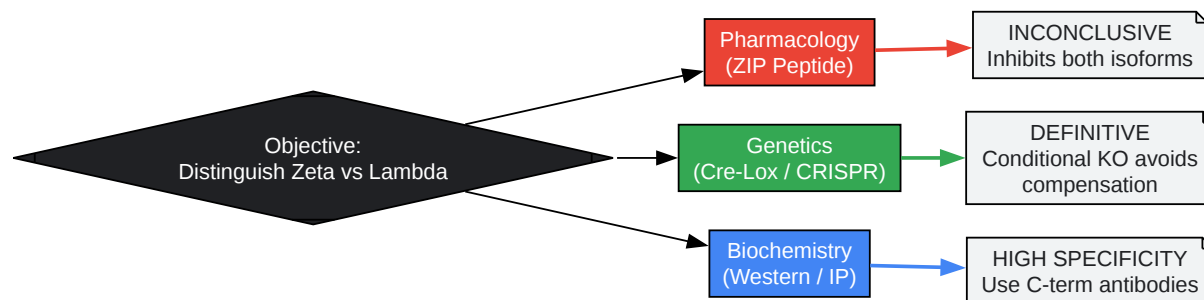 Objective:
Distinguish Zeta vs Lambda
Pharmacology
(ZIP Peptide)
INCONCLUSIVE
Inhibits both isoforms
Genetics
(Cre-Lox / CRISPR)
DEFINITIVE
Conditional KO avoids
compensation
Biochemistry
(Western / IP)
HIGH SPECIFICITY
Use C-term antibodies